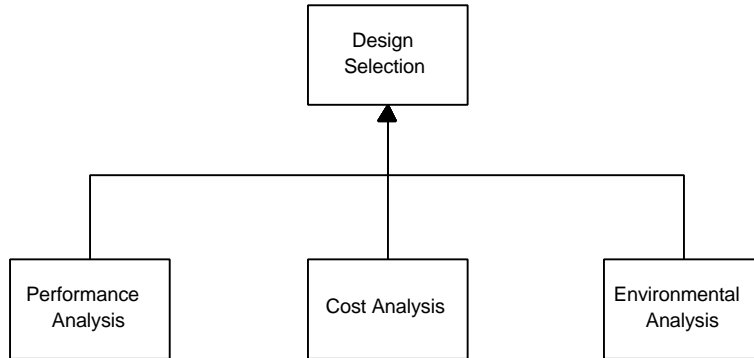 Design
Selection
Performance
Analysis
Cost Analysis
Environmental
Analysis